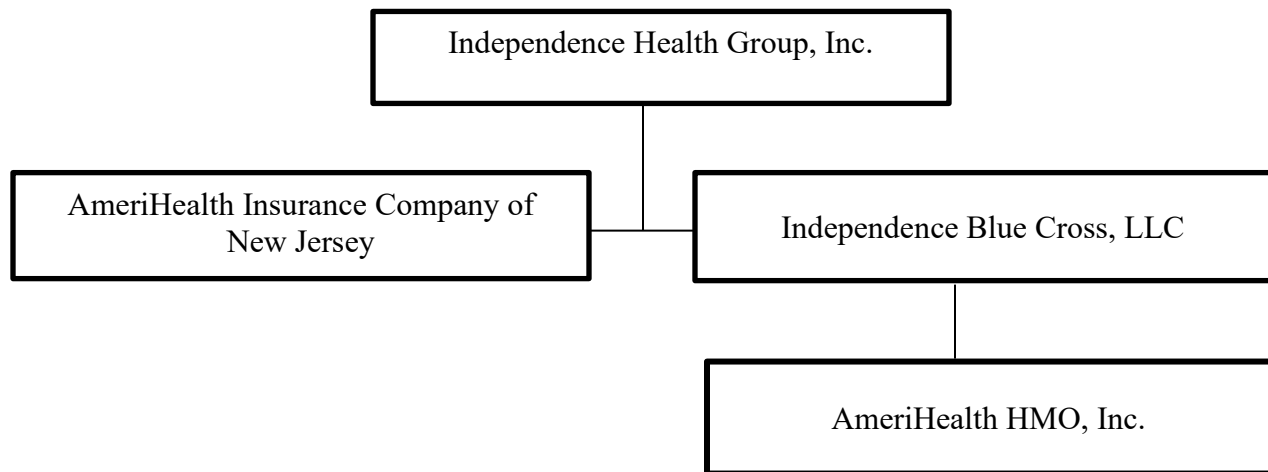 Independence Health Group, Inc.
AmeriHealth Insurance Company of
New Jersey
Independence Blue Cross, LLC
AmeriHealth HMO, Inc.